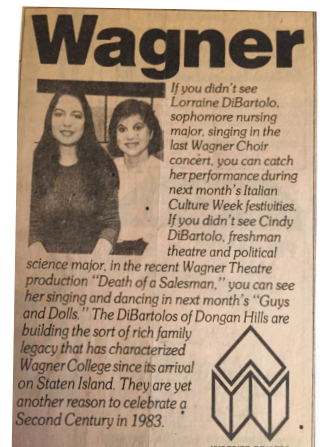 Wagner
If you didn't see
Lorraine DiBartolo,
sophomore nursing
major, singing in the
last Wagner Choir
concert, you can catch
her performance during
next month's Italian
Culture Week festivities.
If you didn't see Cindy
DiBartolo, freshman
theatre and political
science major, in the recent Wagner Theatre
production "Death of a Salesman," you can see
her singing and dancing in next month's "Guys
and Dolls." The DiBartolos of Dongan Hills are
building the sort of rich family
legacy that has characterized
Wagner College since its arrival
on Staten Island. They are yet
another reason to celebrate a
Second Century in 1983.